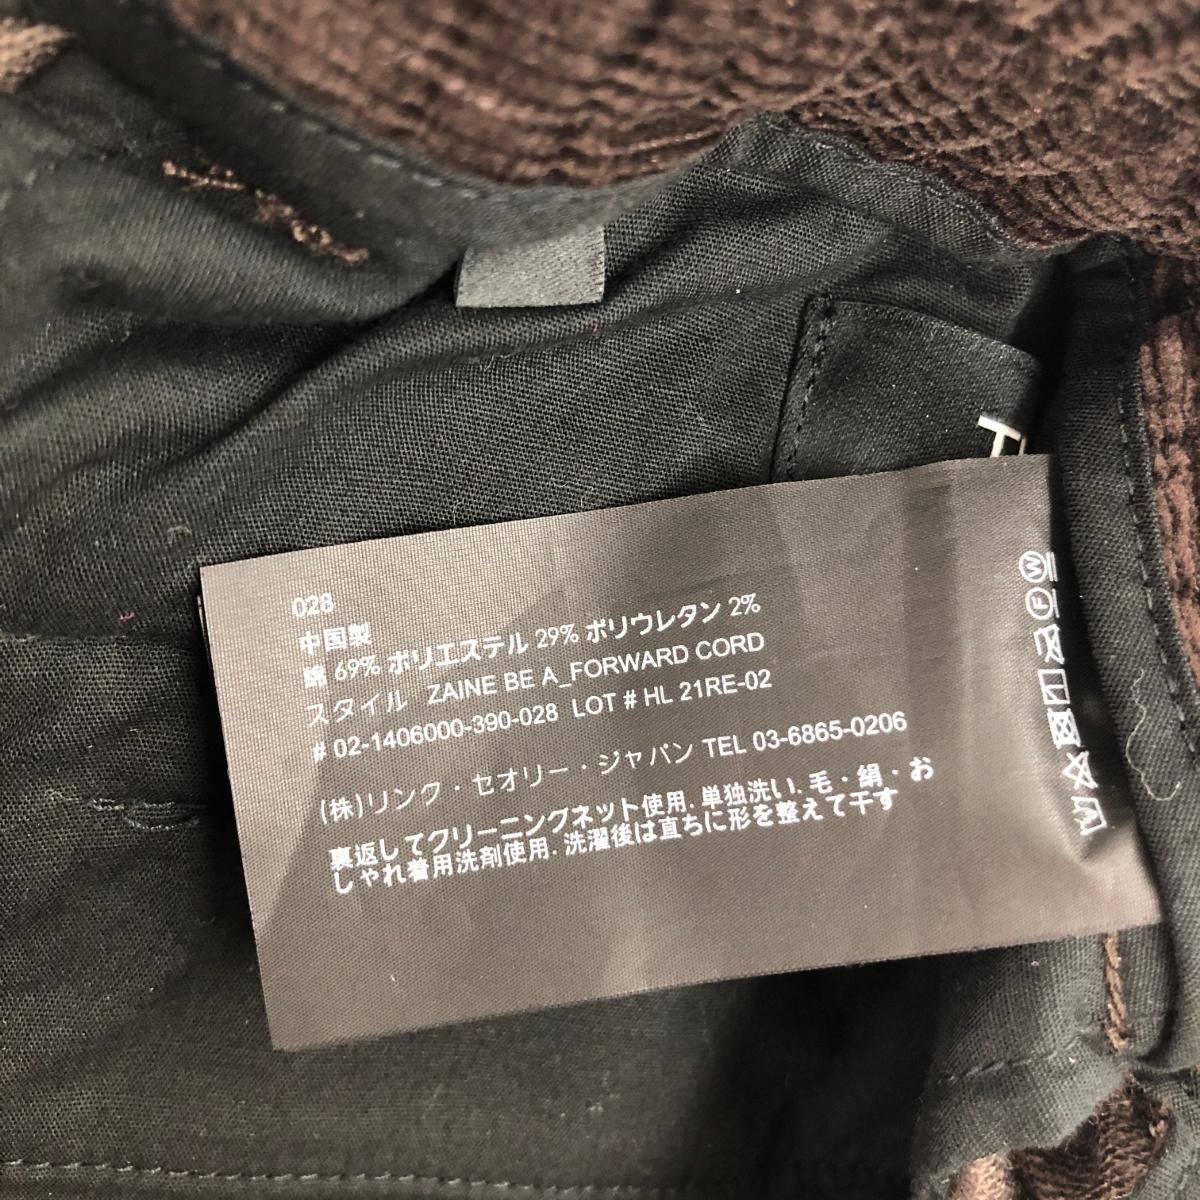 028
中国製
綿 69% ポリエステル 29% ポリウレタン 2%
スタイル ZAINE BE A_FORWARD CORD
# 02-1406000-390-028 LOT # HL 21RE-02
(株)リンク・セオリー・ジャパン TEL 03-6865-0206
裏返してクリーニングネット使用. 単独洗い. 毛・絹・お
しゃれ着用洗剤使用. 洗濯後は直ちに形を整えて干す
W
F
T